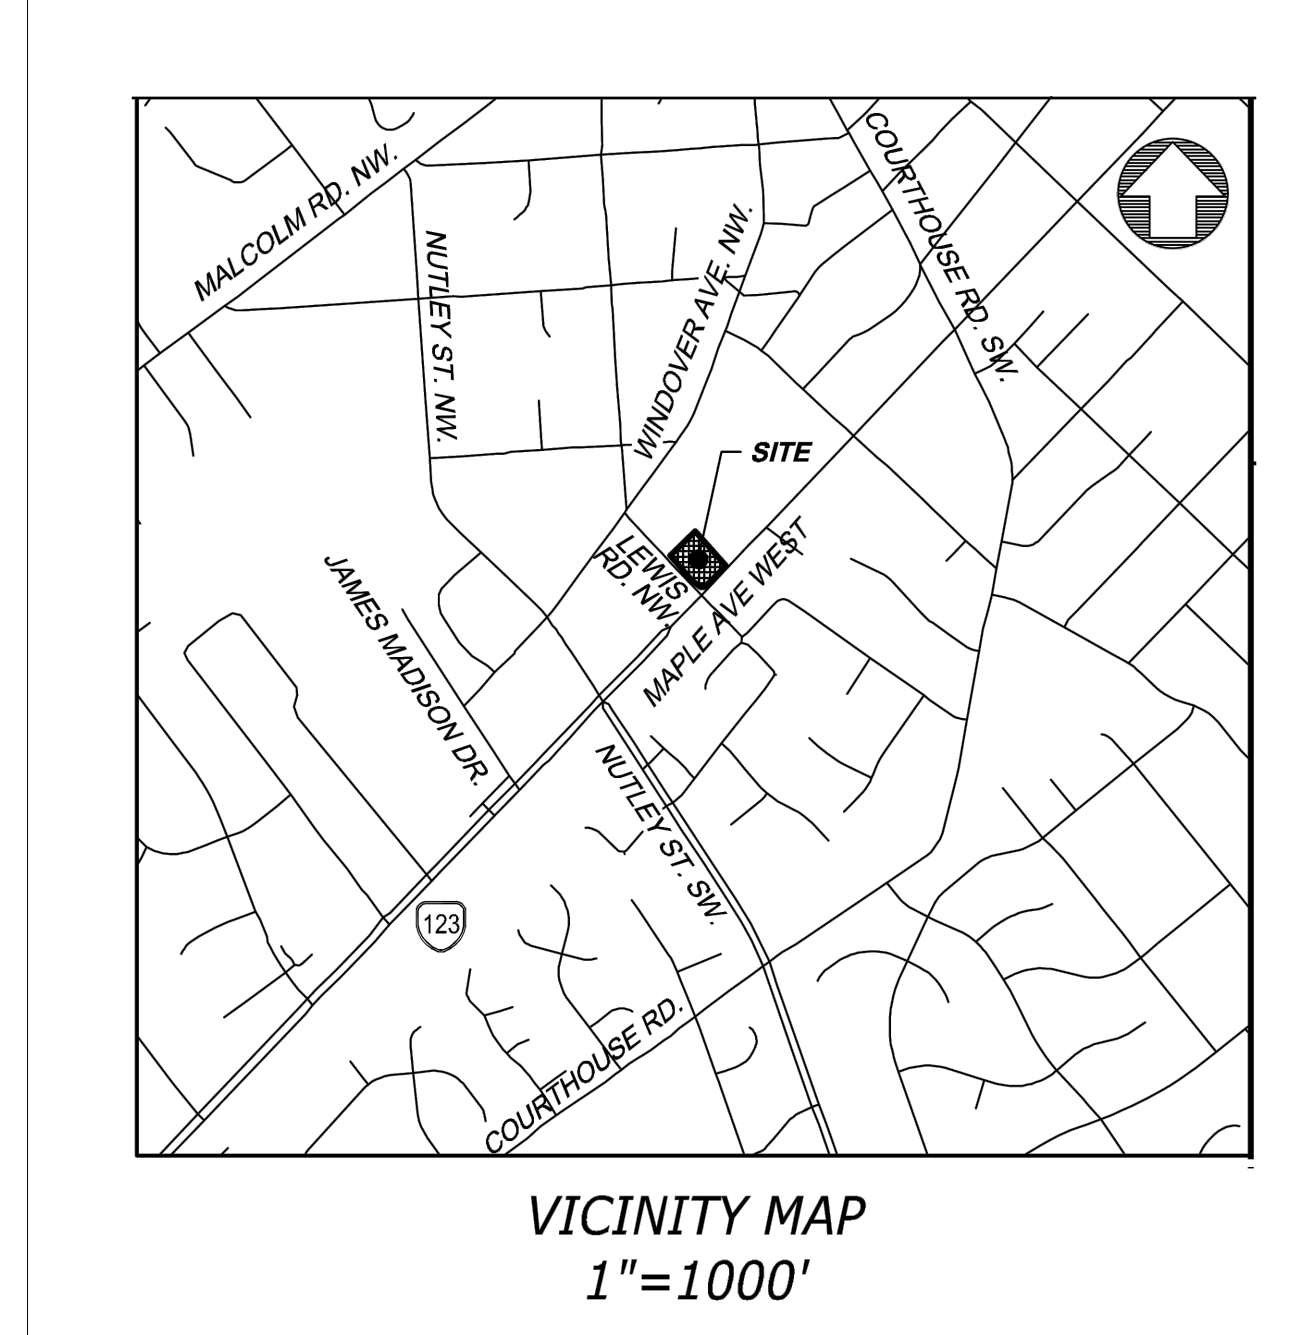 MALCOLM RD. NW.
NUTLEY ST. NW.
WINDOVER AVE. NW.
COURTHOUSE RD. SW.
SITE
LEWIS
RD. NW.
MAPLE AVE WEST
JAMES MADISON DR.
NUTLEY ST. SW.
123
COURTHOUSE RD.
VICINITY MAP
1"=1000'